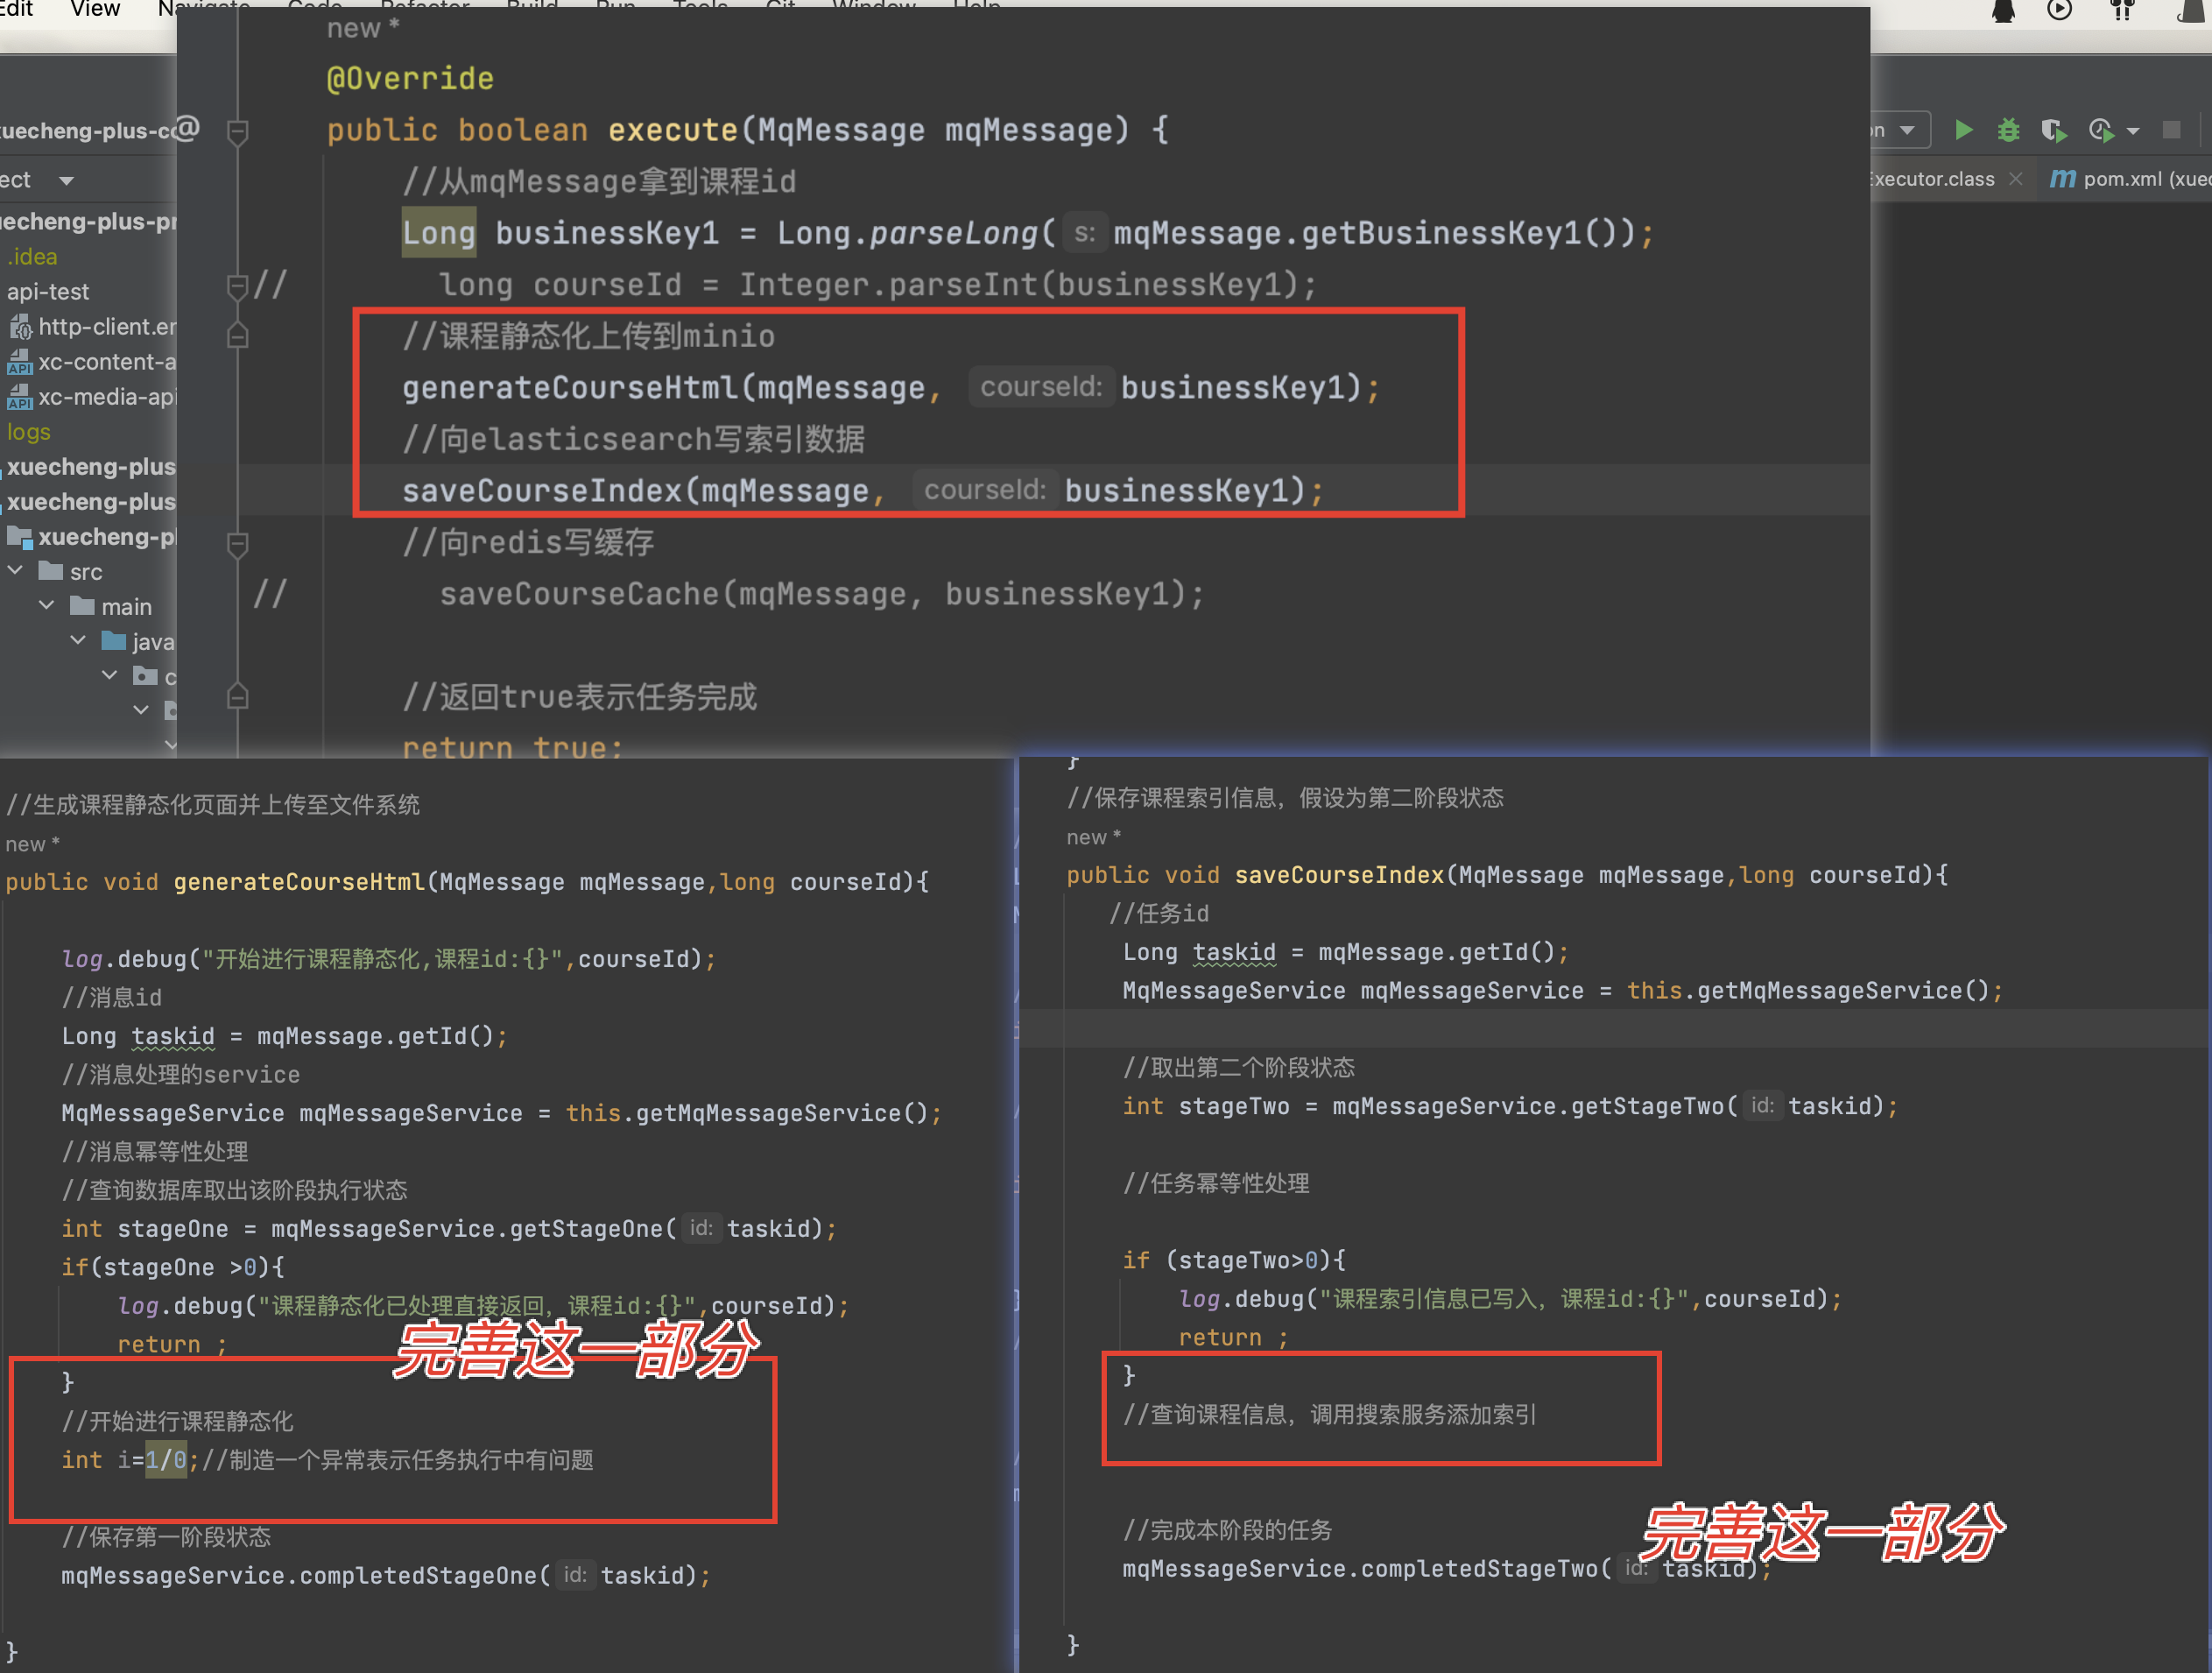 Edit View Navigate Code Refactor Build Run Tools Git Window Help
new *
@Override
public boolean execute(MqMessage mqMessage) {
//从mqMessage拿到课程id
Long businessKey1 = Long.parseLong( s: mqMessage.getBusinessKey1());
// long courseId = Integer.parseInt(businessKey1);
//课程静态化上传到minio
generateCourseHtml(mqMessage, courseId: businessKey1);
//向elasticsearch写索引数据
saveCourseIndex(mqMessage, courseId: businessKey1);
//向redis写缓存
// saveCourseCache(mqMessage, businessKey1);
//返回true表示任务完成
return true;
xuecheng-plus-co
@
ect
uecheng-plus-pr
.idea
api-test
http-client.en
xc-content-a
xc-media-api
logs
xuecheng-plus
xuecheng-plus
xuecheng-pl
src
main
java
c
on
Executor.class
pom.xml (xuec
//生成课程静态化页面并上传至文件系统
new *
public void generateCourseHtml(MqMessage mqMessage,long courseId){
log.debug("开始进行课程静态化,课程id:{}",courseId);
//消息id
Long taskid = mqMessage.getId();
//消息处理的service
MqMessageService mqMessageService = this.getMqMessageService();
//消息幂等性处理
//查询数据库取出该阶段执行状态
int stageOne = mqMessageService.getStageOne( id: taskid);
if(stageOne >0){
log.debug("课程静态化已处理直接返回，课程id:{}",courseId);
return ;
完善这一部分
}
//开始进行课程静态化
int i=1/0;//制造一个异常表示任务执行中有问题
//保存第一阶段状态
mqMessageService.completedStageOne( id: taskid);
}
}
//保存课程索引信息，假设为第二阶段状态
new *
public void saveCourseIndex(MqMessage mqMessage,long courseId){
//任务id
Long taskid = mqMessage.getId();
MqMessageService mqMessageService = this.getMqMessageService();
//取出第二个阶段状态
int stageTwo = mqMessageService.getStageTwo( id: taskid);
//任务幂等性处理
if (stageTwo>0){
log.debug("课程索引信息已写入，课程id:{}",courseId);
return ;
}
//查询课程信息，调用搜索服务添加索引
//完成本阶段的任务
完善这一部分
mqMessageService.completedStageTwo( id: taskid);
}